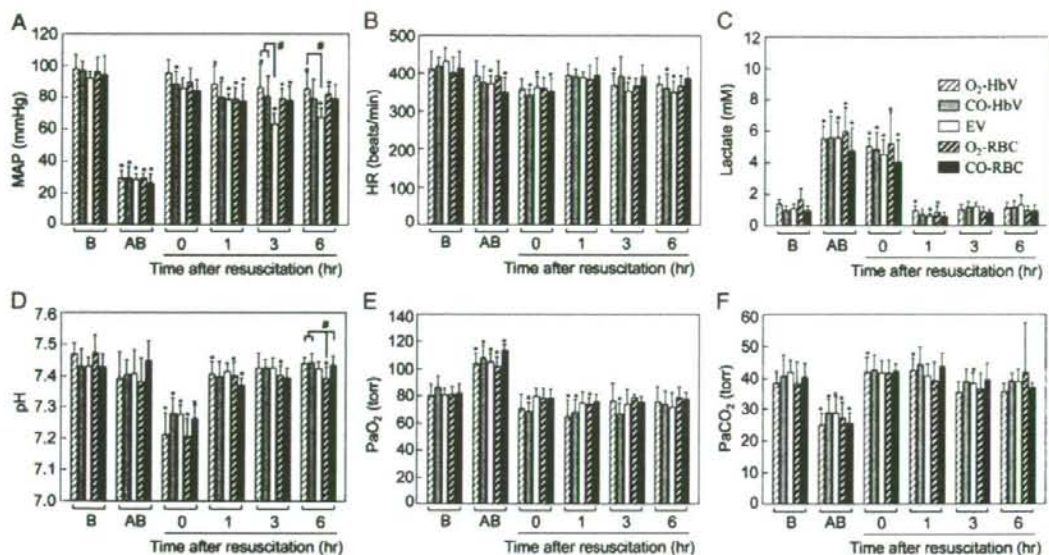 A
MAP (mmHg)
120
100
80
60
40
20
0
#
#
B AB 0 1 3 6
Time after resuscitation (hr)
B
HR (beats/min)
500
400
300
200
100
0
B AB 0 1 3 6
Time after resuscitation (hr)
C
Lactate (mM)
12
10
8
6
4
2
0
O₂-HbV
CO-HbV
EV
O₂-RBC
CO-RBC
B AB 0 1 3 6
Time after resuscitation (hr)
D
pH
7.6
7.5
7.4
7.3
7.2
7.1
7.0
#
B AB 0 1 3 6
Time after resuscitation (hr)
E
PaO₂ (torr)
140
120
100
80
60
40
20
0
B AB 0 1 3 6
Time after resuscitation (hr)
F
PaCO₂ (torr)
60
50
40
30
20
10
0
B AB 0 1 3 6
Time after resuscitation (hr)